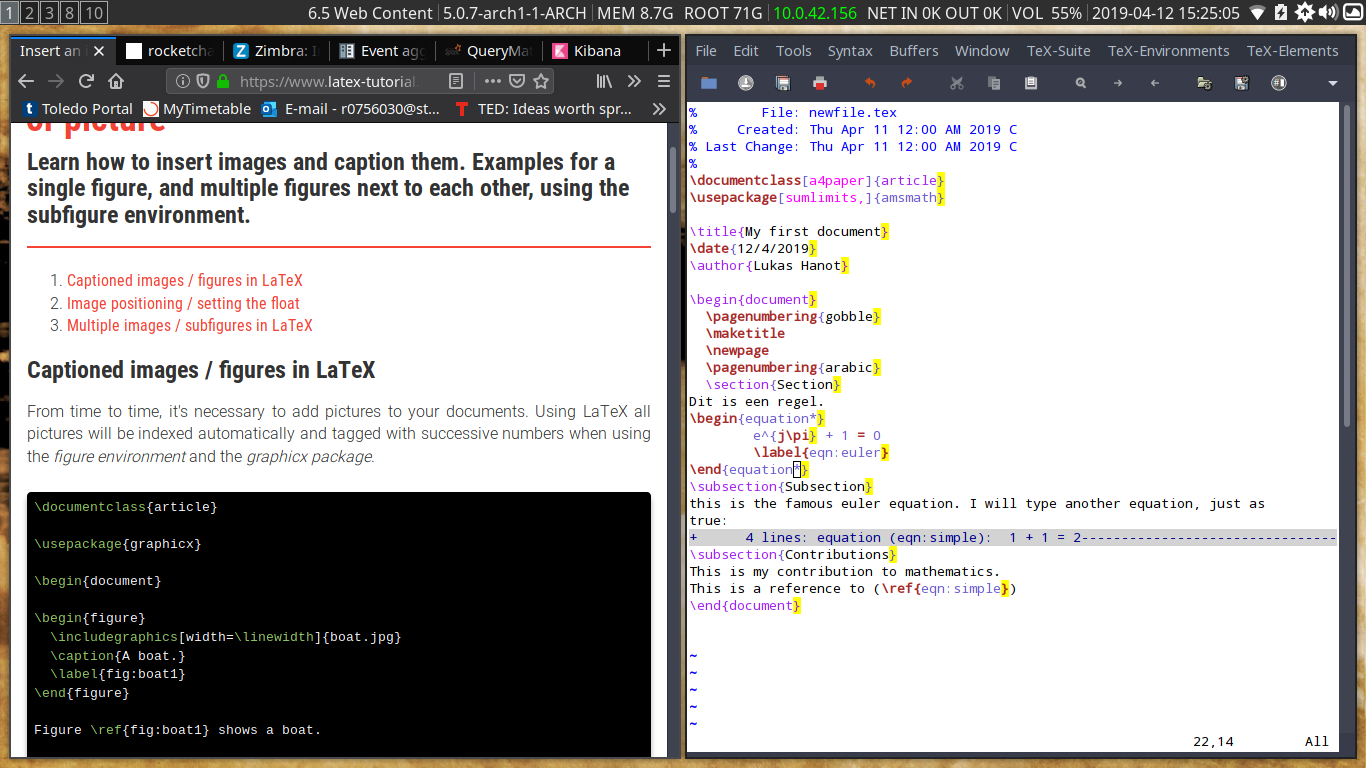 1 2 3 8 10
6.5 Web Content 5.0.7-arch1-1-ARCH MEM 8.7G ROOT 71G 10.0.42.156 NET IN 0K OUT 0K VOL 55% 2019-04-12 15:25:05
Insert an rocketcha Zimbra: I Event agg QueryMat Kibana
https://www.latex-tutorial
Toledo Portal MyTimetable E-mail - r0756030@st... TED: Ideas worth spr...
or picture
Learn how to insert images and caption them. Examples for a
single figure, and multiple figures next to each other, using the
subfigure environment.
1. Captioned images / figures in LaTeX
2. Image positioning / setting the float
3. Multiple images / subfigures in LaTeX
Captioned images / figures in LaTeX
From time to time, it's necessary to add pictures to your documents. Using LaTeX all
pictures will be indexed automatically and tagged with successive numbers when using
the figure environment and the graphicx package.
\documentclass{article}
\usepackage{graphicx}
\begin{document}
\begin{figure}
\includegraphics[width=\linewidth]{boat.jpg}
\caption{A boat.}
\label{fig:boat1}
\end{figure}
Figure \ref{fig:boat1} shows a boat.
File Edit Tools Syntax Buffers Window TeX-Suite TeX-Environments TeX-Elements
% File: newfile.tex
% Created: Thu Apr 11 12:00 AM 2019 C
% Last Change: Thu Apr 11 12:00 AM 2019 C
%
\documentclass[a4paper]{article}
\usepackage[sumlimits,]{amsmath}
\title{My first document}
\date{12/4/2019}
\author{Lukas Hanot}
\begin{document}
\pagenumbering{gobble}
\maketitle
\newpage
\pagenumbering{arabic}
\section{Section}
Dit is een regel.
\begin{equation*}
e^{j\pi} + 1 = 0
\label{eqn:euler}
\end{equation*}
\subsection{Subsection}
this is the famous euler equation. I will type another equation, just as
true:
+ 4 lines: equation (eqn:simple): 1 + 1 = 2--------------------------------
\subsection{Contributions}
This is my contribution to mathematics.
This is a reference to (\ref{eqn:simple})
\end{document}
~
~
~
~
~
22,14 All